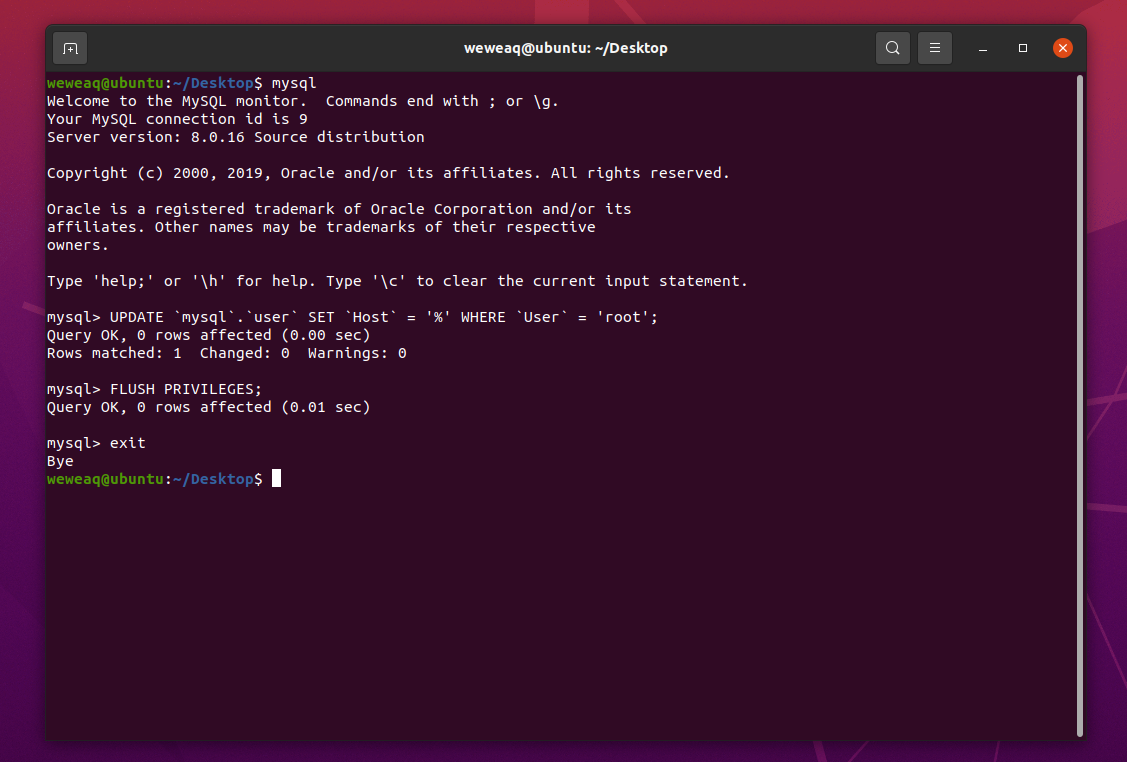 weweaq@ubuntu: ~/Desktop
weweaq@ubuntu:~/Desktop$ mysql
Welcome to the MySQL monitor.  Commands end with ; or \g.
Your MySQL connection id is 9
Server version: 8.0.16 Source distribution
Copyright (c) 2000, 2019, Oracle and/or its affiliates. All rights reserved.
Oracle is a registered trademark of Oracle Corporation and/or its
affiliates. Other names may be trademarks of their respective
owners.
Type 'help;' or '\h' for help. Type '\c' to clear the current input statement.
mysql> UPDATE `mysql`.`user` SET `Host` = '%' WHERE `User` = 'root';
Query OK, 0 rows affected (0.00 sec)
Rows matched: 1  Changed: 0  Warnings: 0
mysql> FLUSH PRIVILEGES;
Query OK, 0 rows affected (0.01 sec)
mysql> exit
Bye
weweaq@ubuntu:~/Desktop$